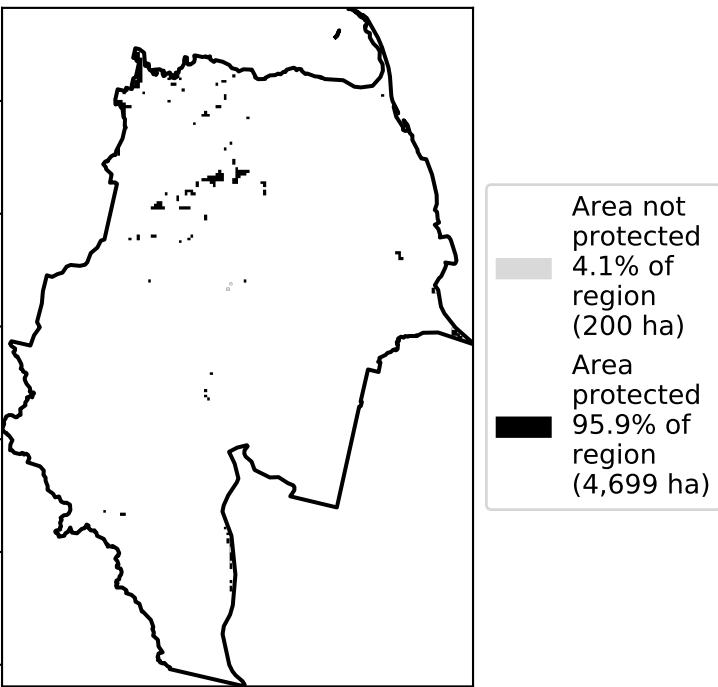 Area not
protected
4.1% of
region
(200 ha)
Area
protected
95.9% of
region
(4,699 ha)